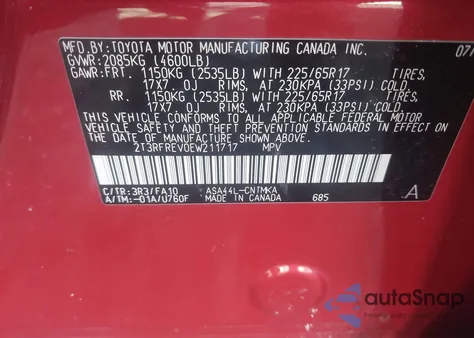 MFD. BY: TOYOTA MOTOR MANUFACTURING CANADA INC. 07/
GVWR: 2085KG (4600LB)
GAWR: FRT. 1150KG (2535LB) WITH 225/65R17 TIRES,
17X7.0J RIMS, AT 230KPA (33PSI) COLD
RR. 1150KG (2535LB) WITH 225/65R17 TIRES,
17X7.0J RIMS, AT 230KPA (33PSI) COLD
THIS VEHICLE CONFORMS TO ALL APPLICABLE FEDERAL MOTOR
VEHICLE SAFETY AND THEFT PREVENTION STANDARDS IN EFFECT
ON THE DATE OF MANUFACTURE SHOWN ABOVE.
2T3RFREV0EW211717 MPV
C/TR: 3R3/FA10 ASA44L-CNTMKA A
A/TM: -01A/U760F MADE IN CANADA 685
autoSnap